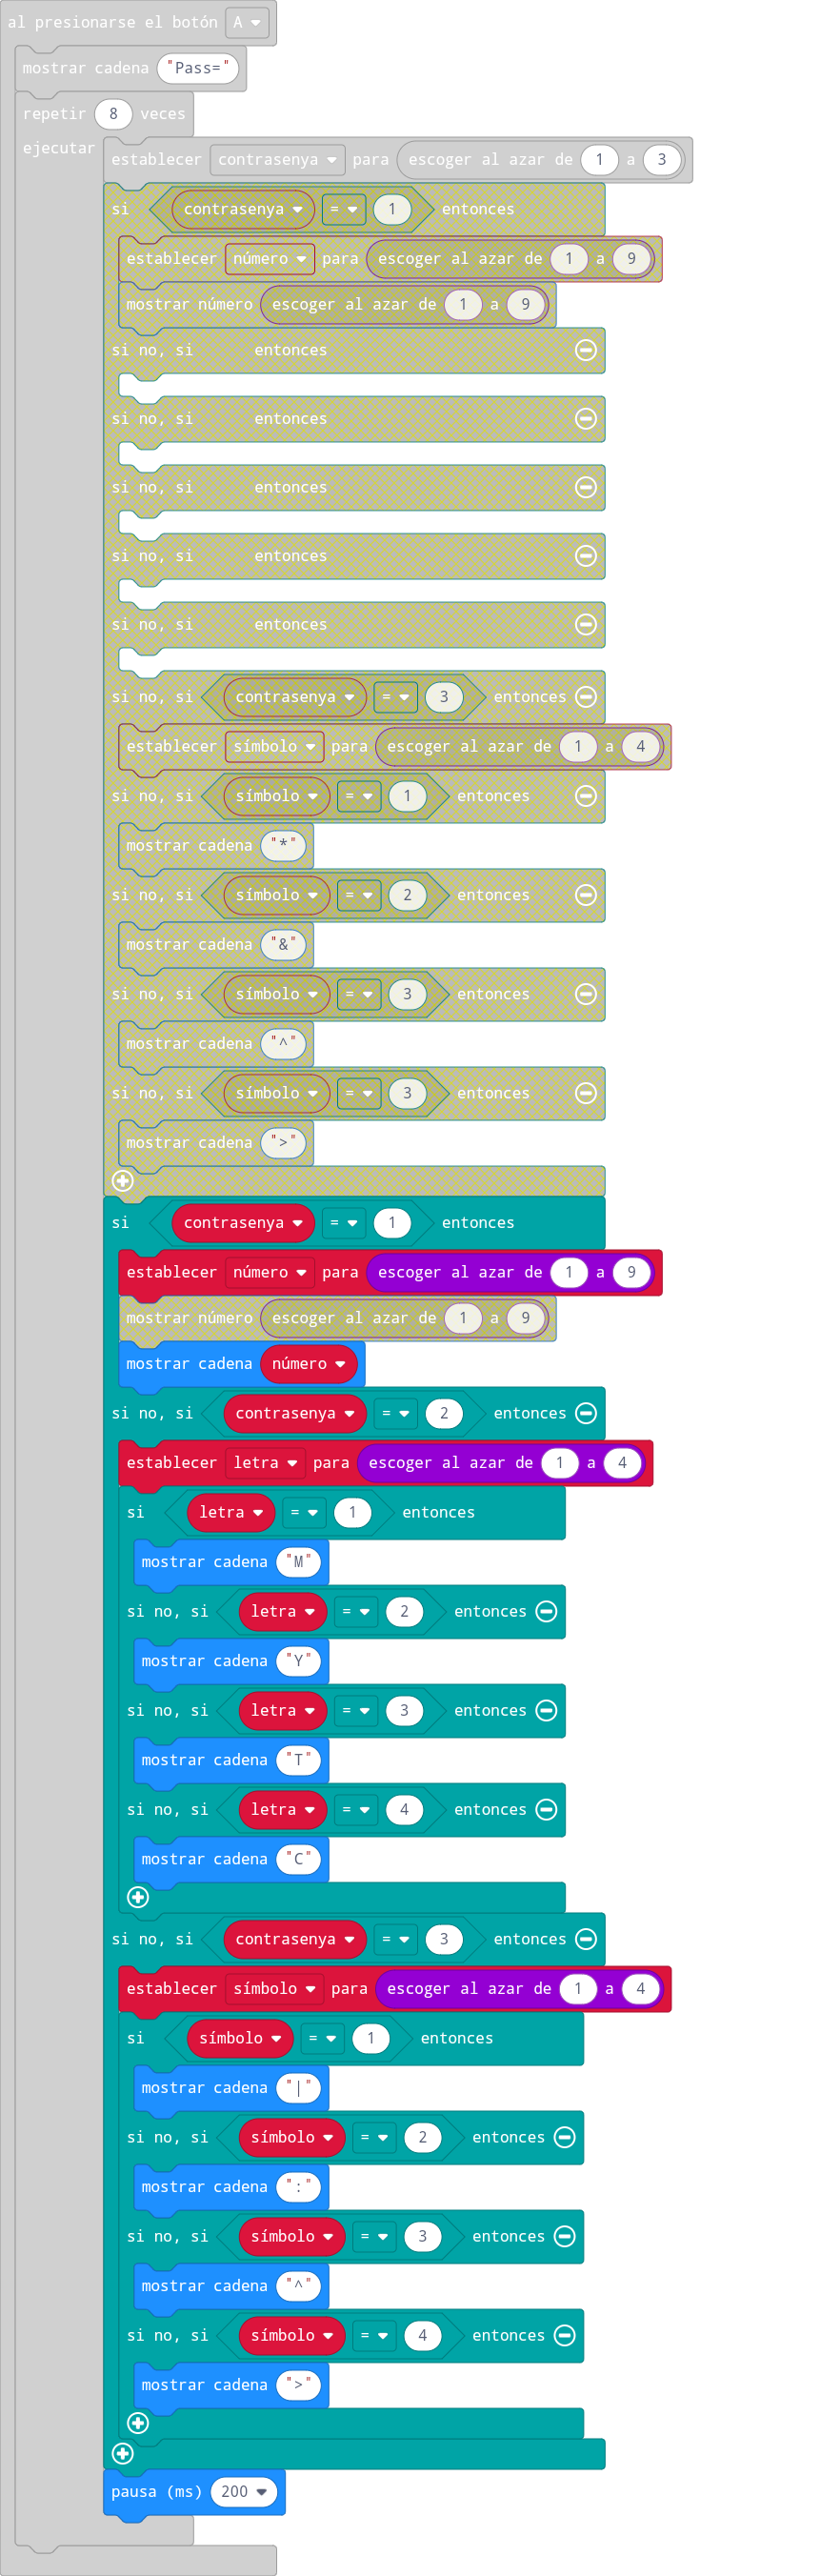 al presionarse el botón A
mostrar cadena "Pass="
repetir 8 veces
ejecutar
establecer contrasenya para escoger al azar de 1 a 3
si contrasenya = 1 entonces
establecer número para escoger al azar de 1 a 9
mostrar número escoger al azar de 1 a 9
si no, si entonces
si no, si entonces
si no, si entonces
si no, si entonces
si no, si entonces
si no, si contrasenya = 3 entonces
establecer símbolo para escoger al azar de 1 a 4
si no, si símbolo = 1 entonces
mostrar cadena "*"
si no, si símbolo = 2 entonces
mostrar cadena "&"
si no, si símbolo = 3 entonces
mostrar cadena "^"
si no, si símbolo = 3 entonces
mostrar cadena ">"
si contrasenya = 1 entonces
establecer número para escoger al azar de 1 a 9
mostrar número escoger al azar de 1 a 9
mostrar cadena número
si no, si contrasenya = 2 entonces
establecer letra para escoger al azar de 1 a 4
si letra = 1 entonces
mostrar cadena "M"
si no, si letra = 2 entonces
mostrar cadena "Y"
si no, si letra = 3 entonces
mostrar cadena "T"
si no, si letra = 4 entonces
mostrar cadena "C"
si no, si contrasenya = 3 entonces
establecer símbolo para escoger al azar de 1 a 4
si símbolo = 1 entonces
mostrar cadena "|"
si no, si símbolo = 2 entonces
mostrar cadena ":"
si no, si símbolo = 3 entonces
mostrar cadena "^"
si no, si símbolo = 4 entonces
mostrar cadena ">"
pausa (ms) 200